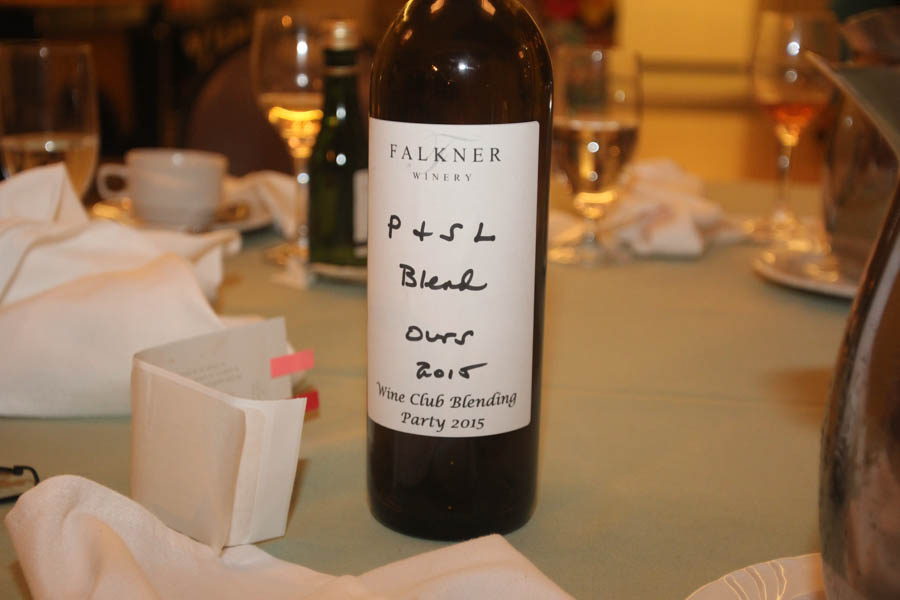 FALKNER
WINERY
P + S L
Blend
ours
2015
Wine Club Blending
Party 2015